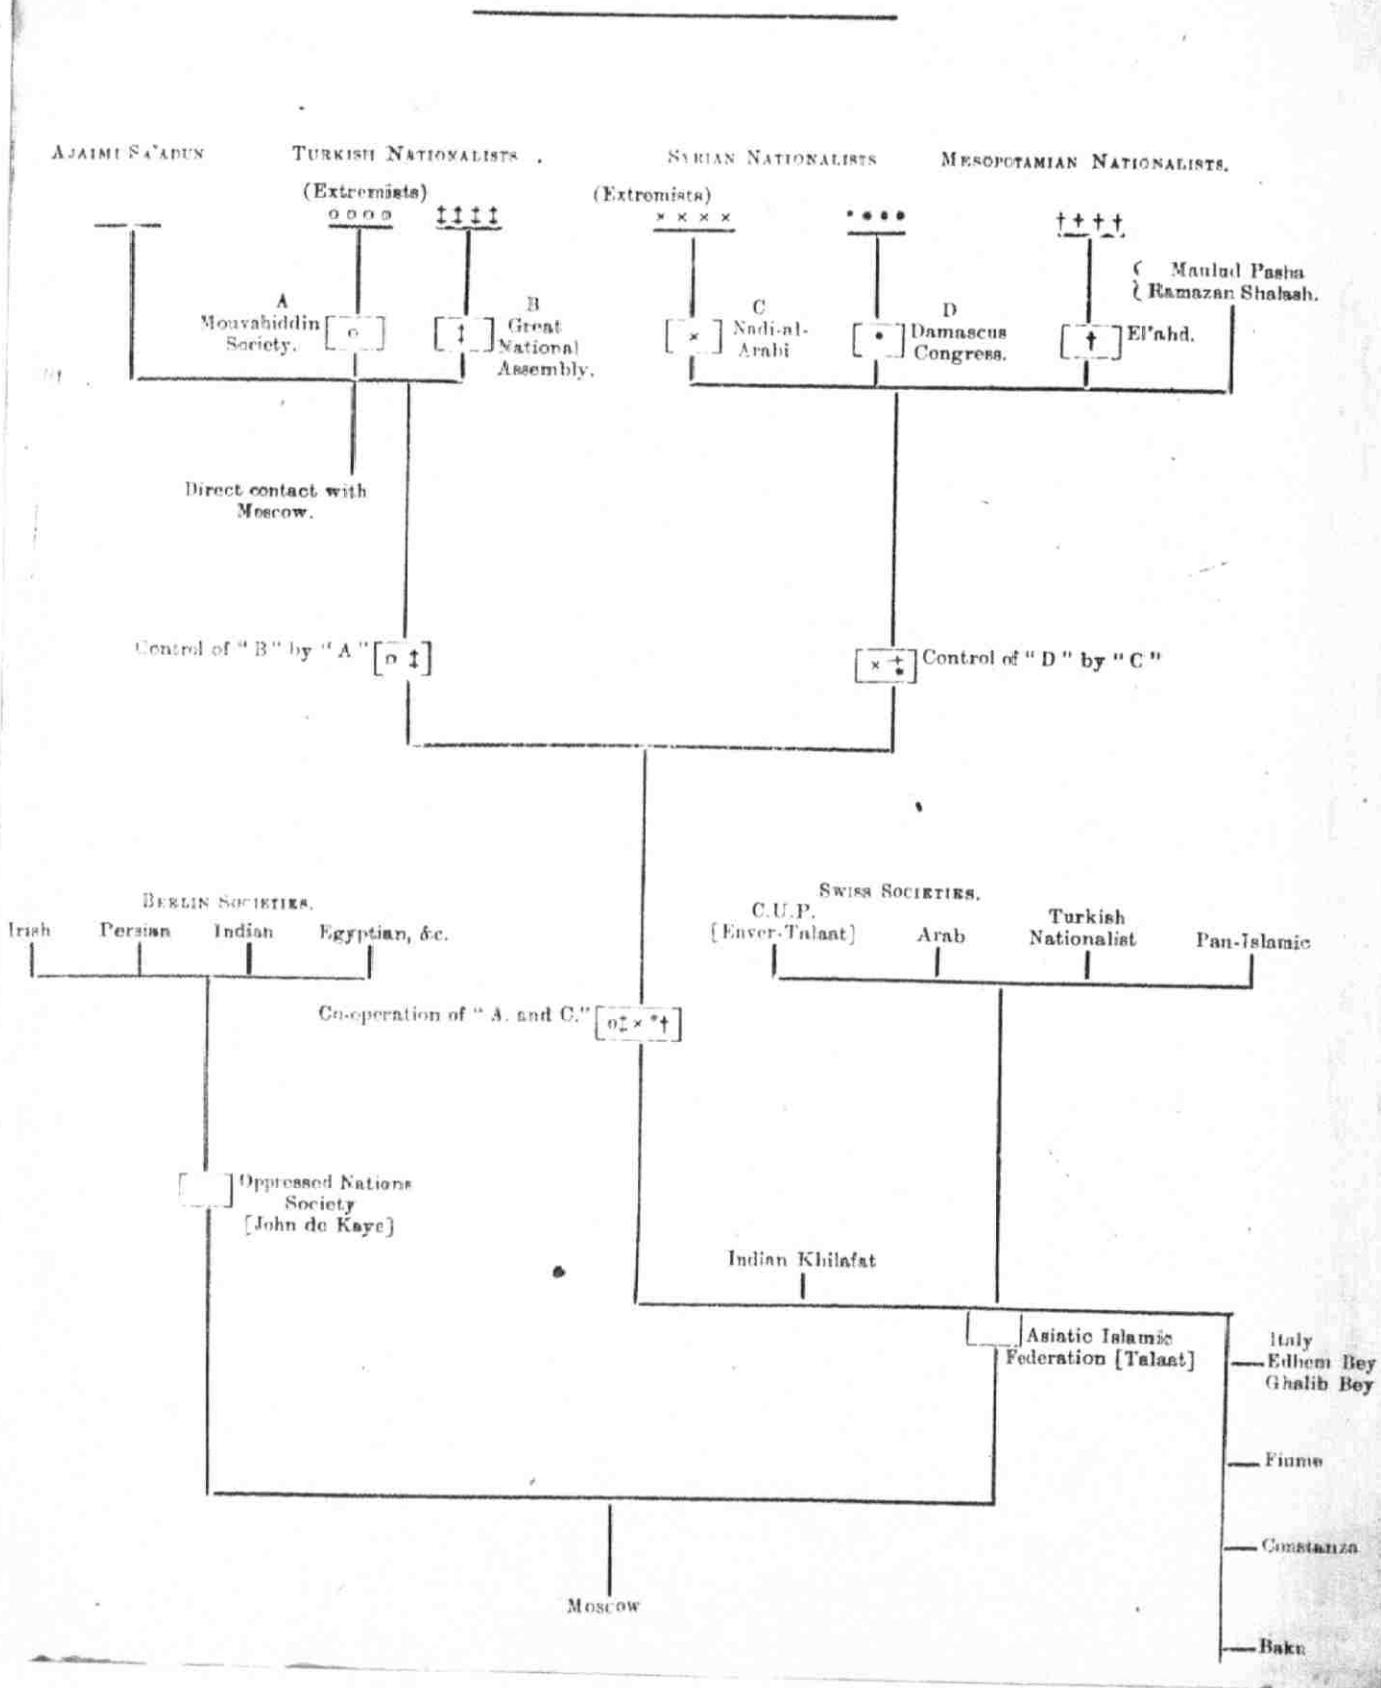 AJAIMI SA'ADUN
TURKISH NATIONALISTS.
SYRIAN NATIONALISTS
MESOPOTAMIAN NATIONALISTS.
(Extremists)
(Extremists)
o o o o
‡ ‡ ‡ ‡
× × × ×
• • • •
† † † †
Maulud Pasha
Ramazan Shalash.
A
Mouvahiddin
Society.
[ o ]
[ ‡ ]
B
Great
National
Assembly.
[ × ]
C
Nadi-al-
Arabi
[ • ]
D
Damascus
Congress.
[ † ]
El'ahd.
Direct contact with
Moscow.
Control of "B" by "A" [ o ‡ ]
[ × † • ] Control of "D" by "C"
BERLIN SOCIETIES.
Irish
Persian
Indian
Egyptian, &c.
SWISS SOCIETIES.
C.U.P.
[Enver-Talaat]
Arab
Turkish
Nationalist
Pan-Islamic
Co-operation of "A. and C." [ o ‡ × • † ]
Oppressed Nations
Society
[John de Kaye]
Indian Khilafat
Asiatic Islamic
Federation [Talaat]
Italy
Edhem Bey
Ghalib Bey
Fiume
Constanza
Baku
MOSCOW